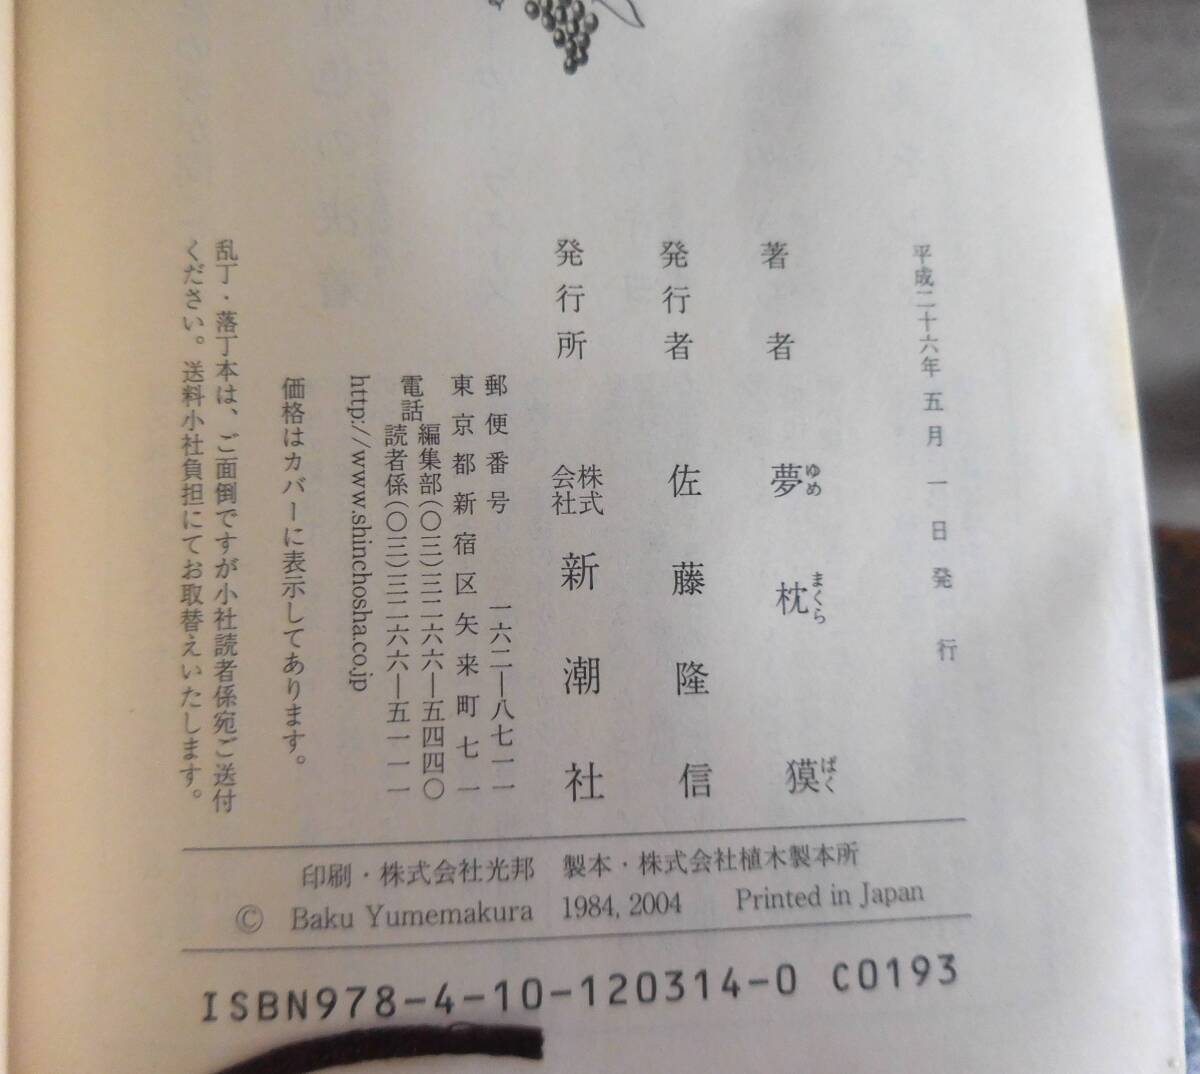 平成二十六年五月一日発行
著者 夢枕獏
ゆめ まくら ばく
発行者 佐藤隆信
発行所 株式会社 新潮社
郵便番号 一六二―八七一一
東京都新宿区矢来町七一
電話 編集部(〇三)三二六六―五四四〇
読者係(〇三)三二六六―五一一一
http://www.shinchosha.co.jp
価格はカバーに表示してあります。
乱丁・落丁本は、ご面倒ですが小社読者係宛ご送付
ください。送料小社負担にてお取替えいたします。
印刷・株式会社光邦 製本・株式会社植木製本所
© Baku Yumemakura 1984, 2004 Printed in Japan
ISBN978-4-10-120314-0 C0193